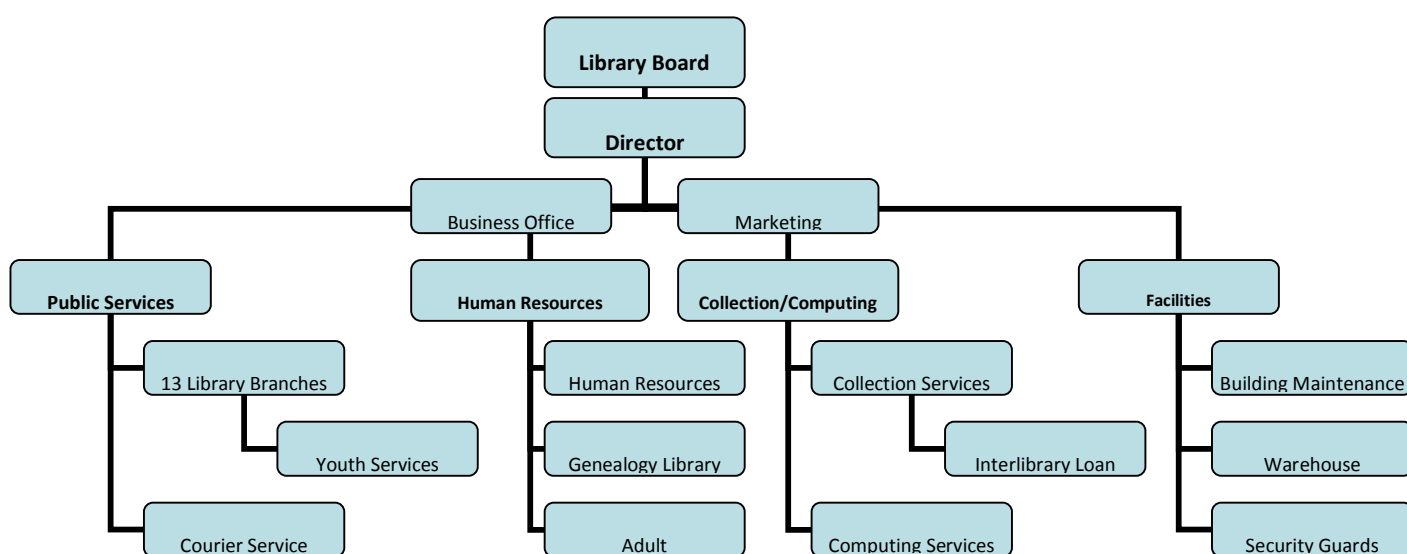 Library Board
Director
Business Office
Marketing
Public Services
Human Resources
Collection/Computing
Facilities
13 Library Branches
Human Resources
Collection Services
Building Maintenance
Youth Services
Genealogy Library
Interlibrary Loan
Warehouse
Courier Service
Adult
Computing Services
Security Guards